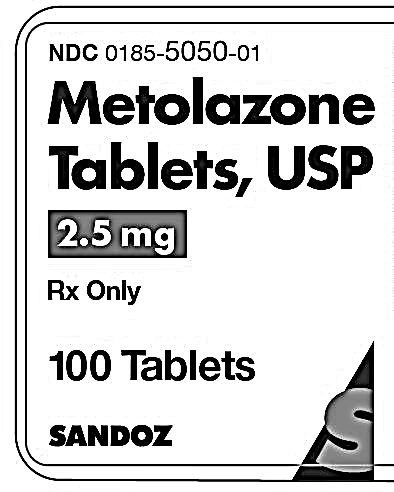 NDC 0185-5050-01
Metolazone
Tablets, USP
2.5 mg
Rx Only
100 Tablets
SANDOZ
S